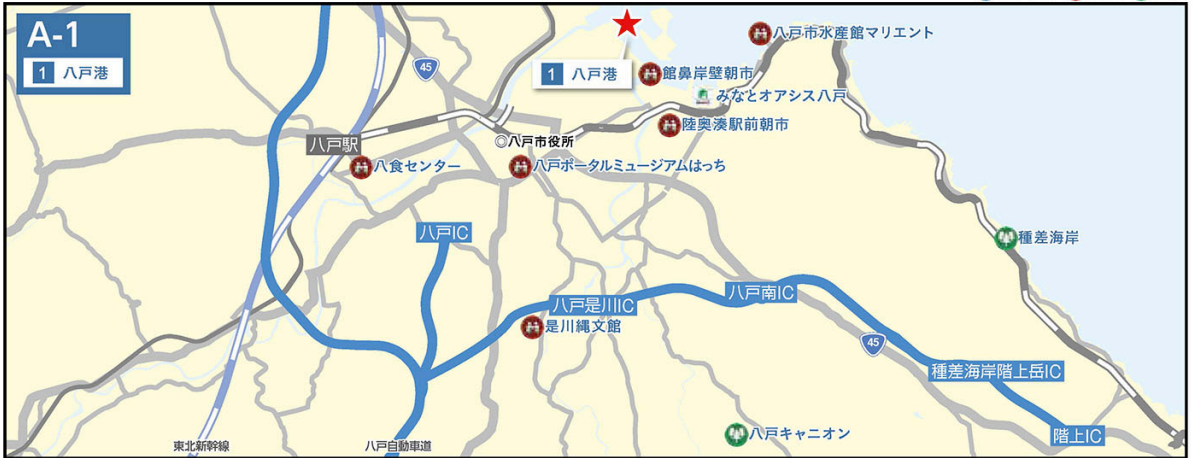 A-1
1 八戸港
45
1 八戸港
八戸市水産館マリエント
館鼻岸壁朝市
みなとオアシス八戸
陸奥湊駅前朝市
八戸駅
◎八戸市役所
八食センター
八戸ポータルミュージアムはっち
八戸IC
種差海岸
八戸是川IC
八戸南IC
是川縄文館
45
種差海岸階上岳IC
八戸キャニオン
階上IC
東北新幹線
八戸自動車道